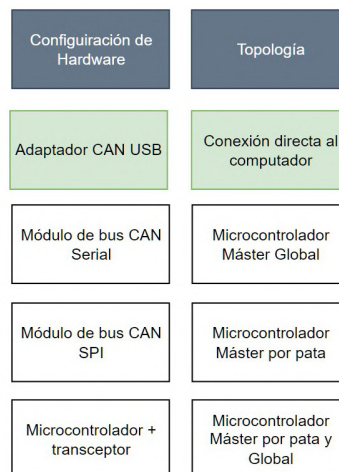 Configuiración de
Hardware
Topología
Adaptador CAN USB
Conexión directa al
computador
Módulo de bus CAN
Serial
Microcontrolador
Máster Global
Módulo de bus CAN
SPI
Microcontrolador
Máster por pata
Microcontrolador +
transceptor
Microcontrolador
Máster por pata y
Global